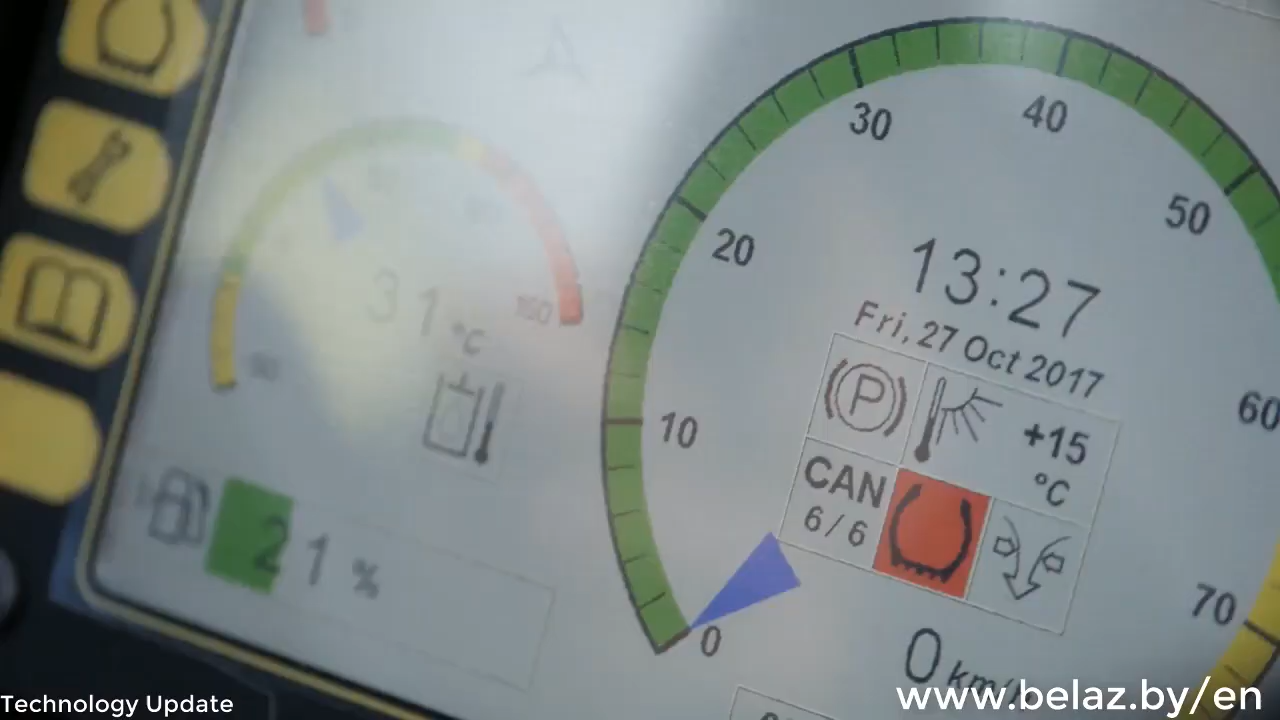 30
40
50
20
13:27
Fri, 27 Oct 2017
31 °C
100
10
60
P
+15
°C
CAN
6 / 6
21 %
70
0
0 km/
www.belaz.by/en
Technology Update